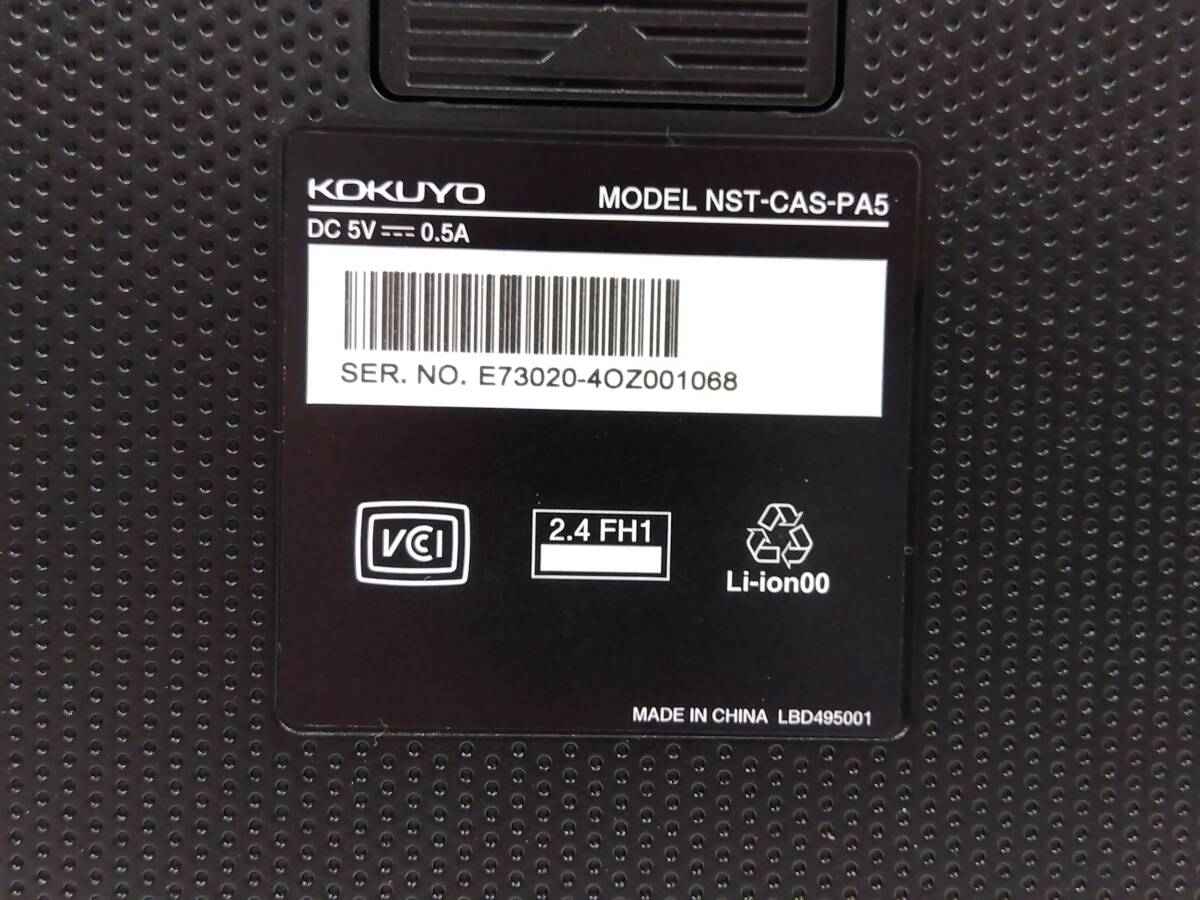 KOKUYO MODEL NST-CAS-PA5
DC 5V ⎓ 0.5A
SER. NO. E73020-4OZ001068
VCCI
2.4 FH1
Li-ion00
MADE IN CHINA LBD495001